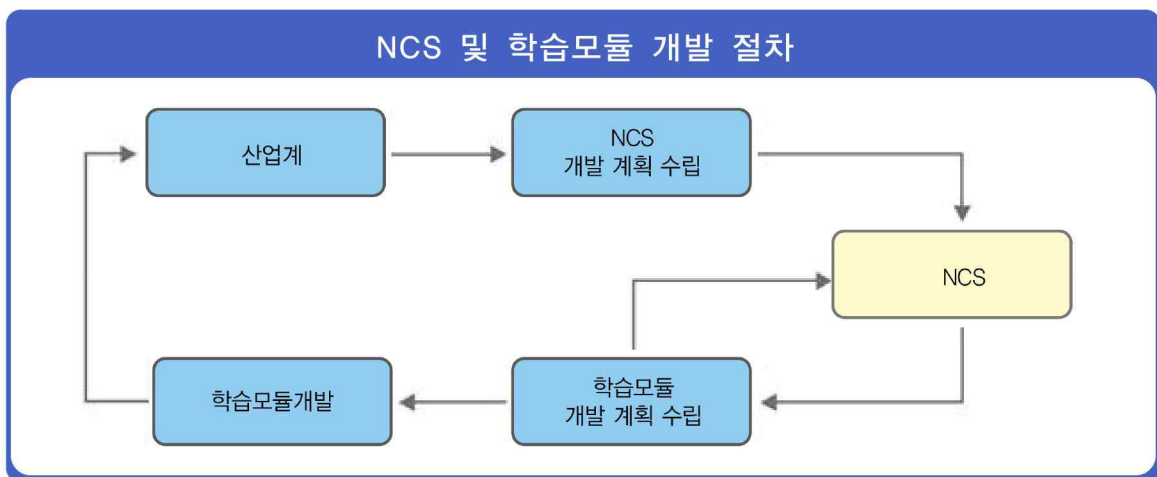 NCS 및 학습모듈 개발 절차
산업계
NCS
개발 계획 수립
NCS
학습모듈개발
학습모듈
개발 계획 수립